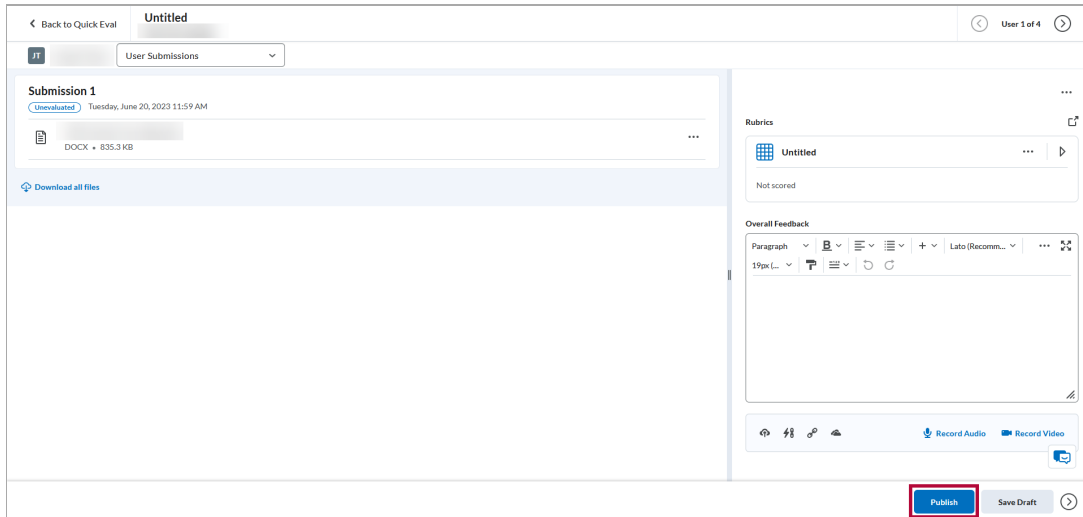 Back to Quick Eval
Untitled
User 1 of 4
JT
User Submissions
Submission 1
Unevaluated Tuesday, June 20, 2023 11:59 AM
DOCX • 835.3 KB
Download all files
Rubrics
Untitled
Not scored
Overall Feedback
Paragraph B Lato (Recomm...
19px (...
Record Audio Record Video
Publish Save Draft